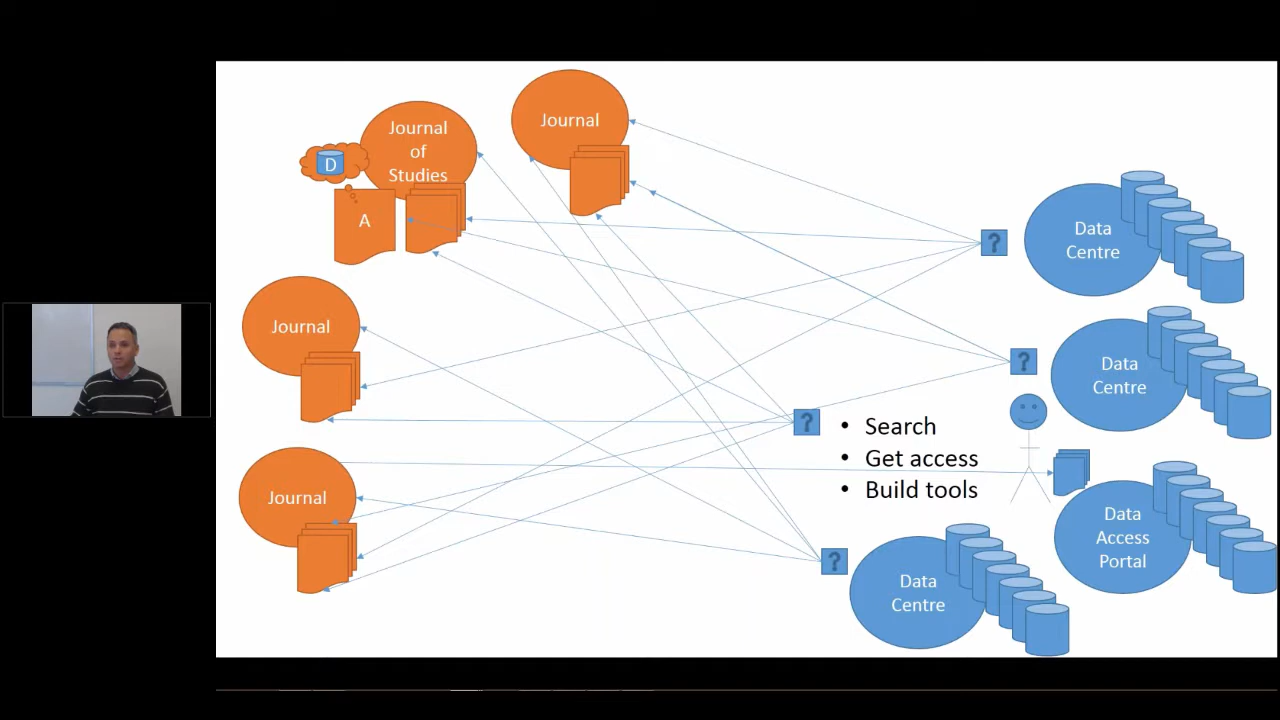 Journal
of
Studies
D
A
Journal
Journal
Journal
?
Data
Centre
?
Data
Centre
?
• Search
• Get access
• Build tools
Data
Access
Portal
?
Data
Centre